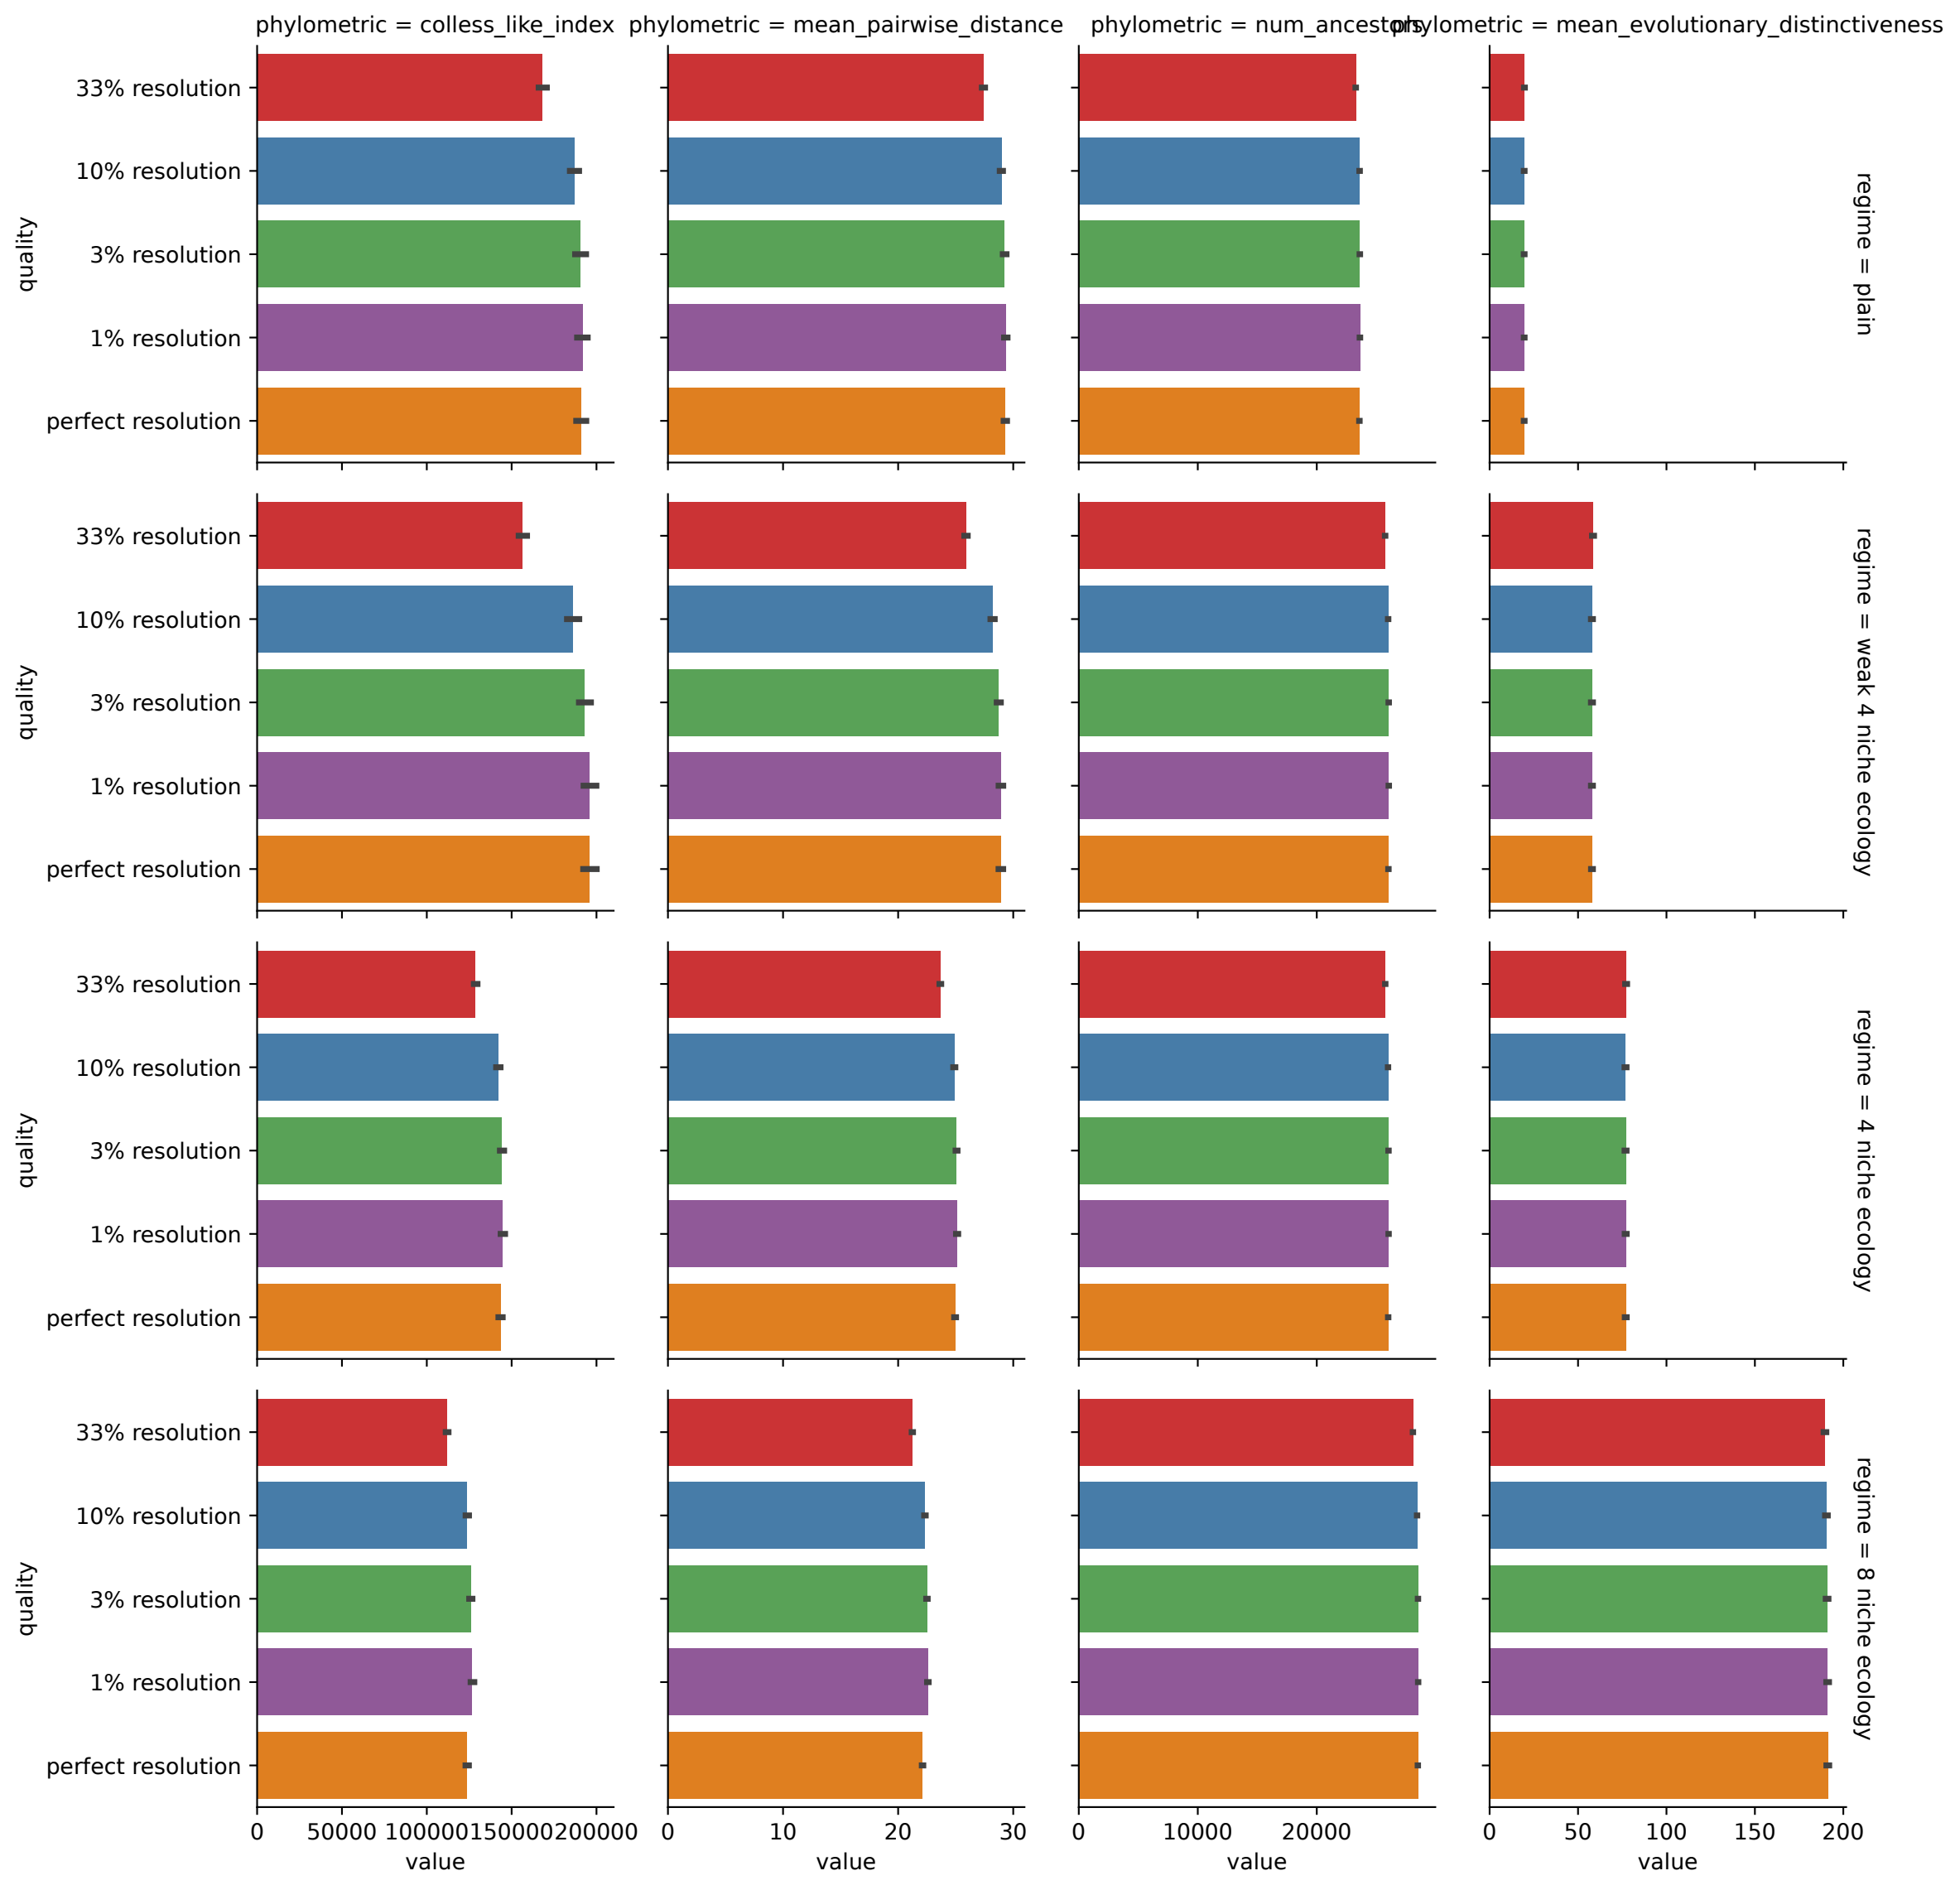 phylometric = colless_like_index
phylometric = mean_pairwise_distance
phylometric = num_ancestors
phylometric = mean_evolutionary_distinctiveness
quality
33% resolution
10% resolution
3% resolution
1% resolution
perfect resolution
regime = plain
quality
33% resolution
10% resolution
3% resolution
1% resolution
perfect resolution
regime = weak 4 niche ecology
quality
33% resolution
10% resolution
3% resolution
1% resolution
perfect resolution
regime = 4 niche ecology
quality
33% resolution
10% resolution
3% resolution
1% resolution
perfect resolution
regime = 8 niche ecology
0 50000 100000 150000 200000
value
0 10 20 30
value
0 10000 20000
value
0 50 100 150 200
value